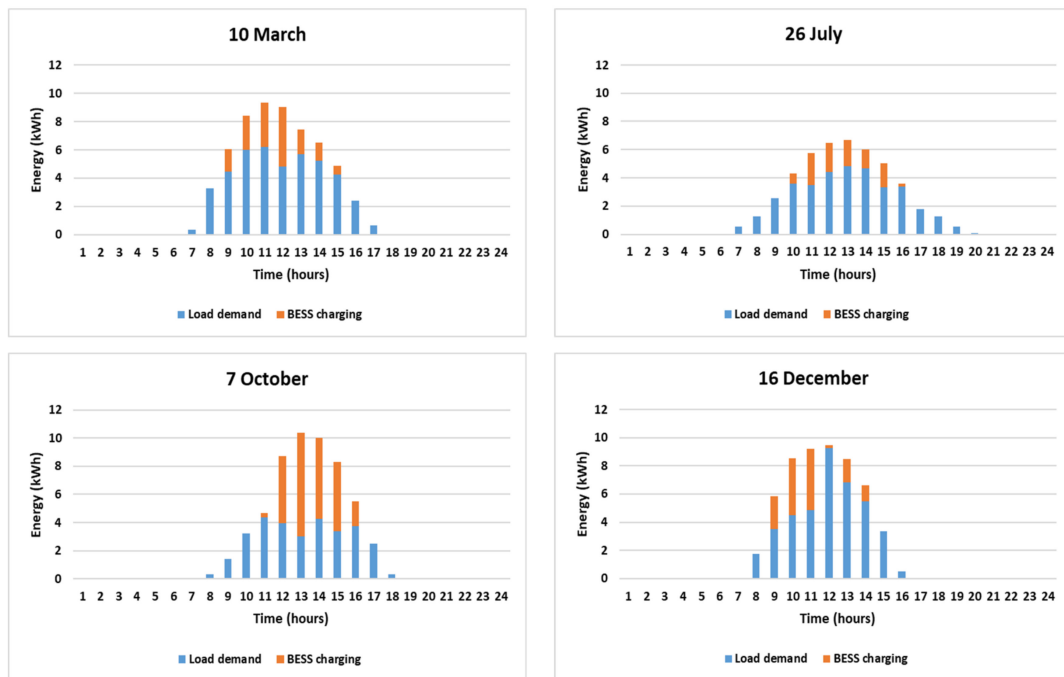 10 March
12
10
8
6
4
2
0
Energy (kWh)
1 2 3 4 5 6 7 8 9 10 11 12 13 14 15 16 17 18 19 20 21 22 23 24
Time (hours)
Load demand BESS charging
26 July
12
10
8
6
4
2
0
Energy (kWh)
1 2 3 4 5 6 7 8 9 10 11 12 13 14 15 16 17 18 19 20 21 22 23 24
Time (hours)
Load demand BESS charging
7 October
12
10
8
6
4
2
0
Energy (kWh)
1 2 3 4 5 6 7 8 9 10 11 12 13 14 15 16 17 18 19 20 21 22 23 24
Time (hours)
Load demand BESS charging
16 December
12
10
8
6
4
2
0
Energy (kWh)
1 2 3 4 5 6 7 8 9 10 11 12 13 14 15 16 17 18 19 20 21 22 23 24
Time (hours)
Load demand BESS charging